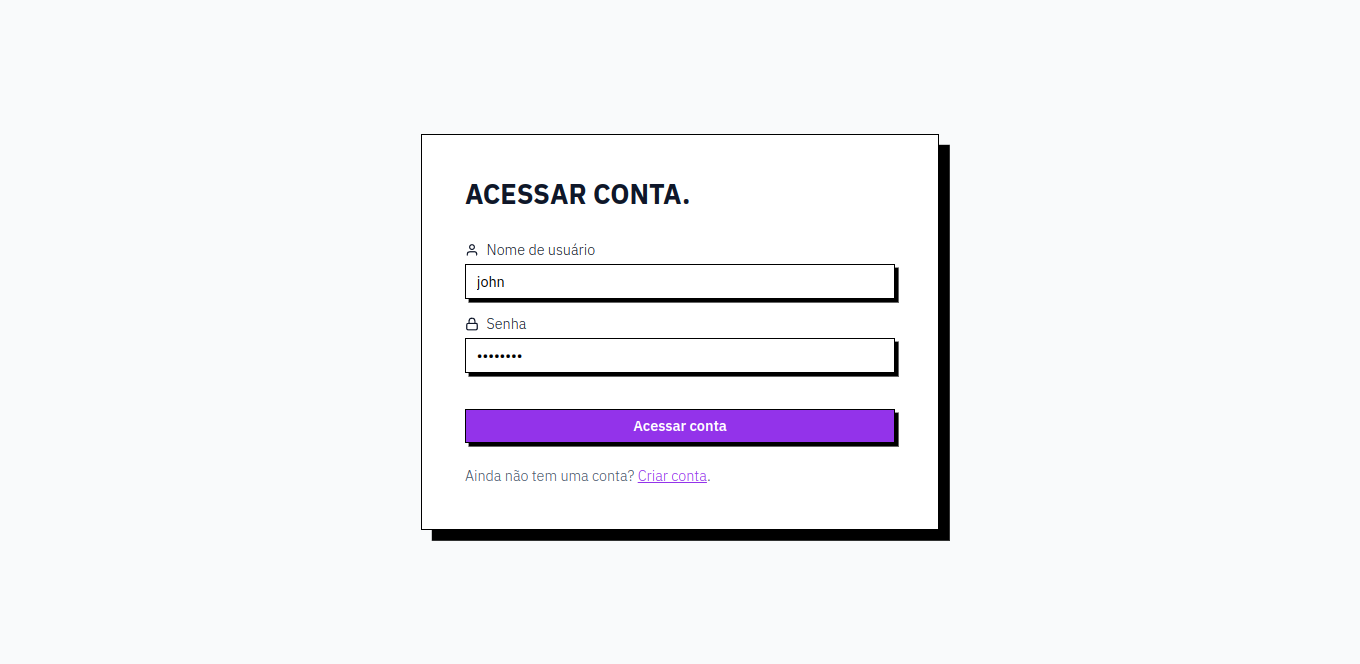 ACESSAR CONTA.
Nome de usuário
john
Senha
••••••••
Acessar conta
Ainda não tem uma conta? Criar conta.